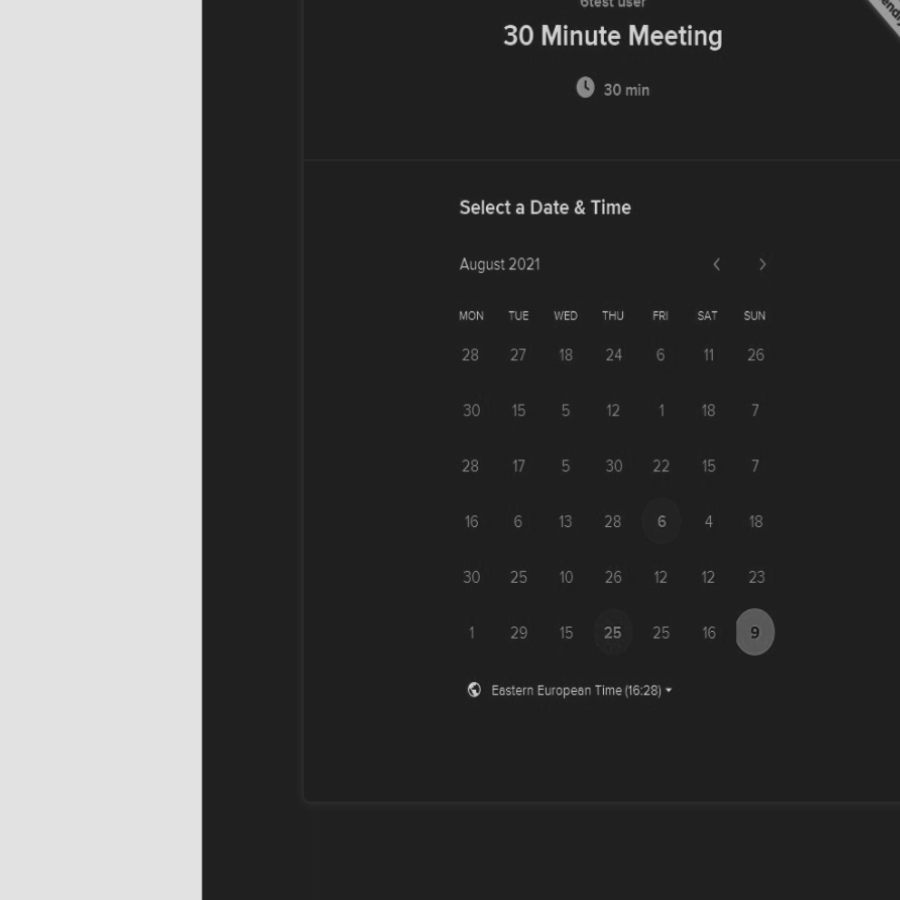 6test user
30 Minute Meeting
30 min
Select a Date & Time
August 2021
MON TUE WED THU FRI SAT SUN
28 27 18 24 6 11 26
30 15 5 12 1 18 7
28 17 5 30 22 15 7
16 6 13 28 6 4 18
30 25 10 26 12 12 23
1 29 15 25 25 16 9
Eastern European Time (16:28)